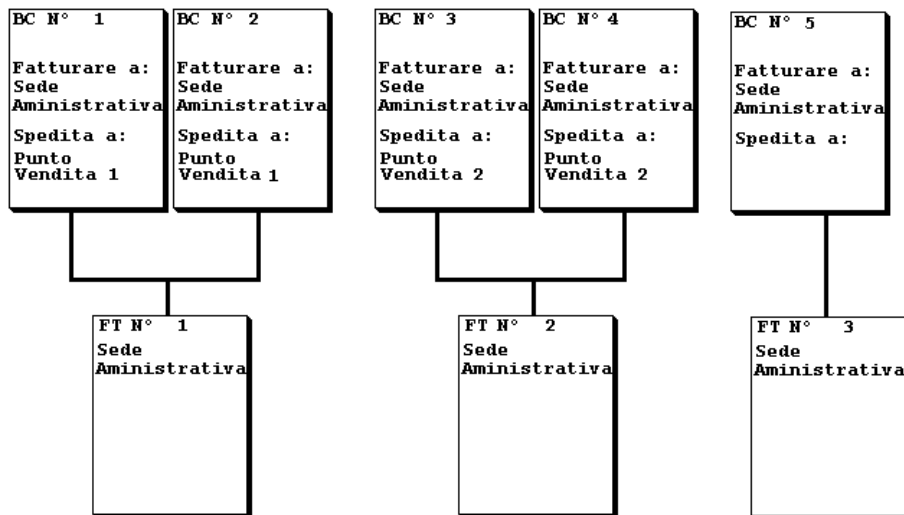 BC N° 1
Fatturare a:
Sede
Aministrativa
Spedita a:
Punto
Vendita 1
BC N° 2
Fatturare a:
Sede
Aministrativa
Spedita a:
Punto
Vendita 1
BC N° 3
Fatturare a:
Sede
Aministrativa
Spedita a:
Punto
Vendita 2
BC N° 4
Fatturare a:
Sede
Aministrativa
Spedita a:
Punto
Vendita 2
BC N° 5
Fatturare a:
Sede
Aministrativa
Spedita a:
FT N° 1
Sede
Aministrativa
FT N° 2
Sede
Aministrativa
FT N° 3
Sede
Aministrativa